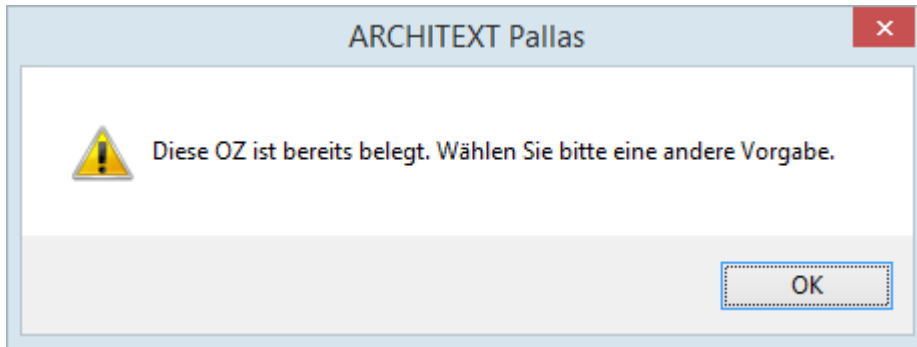 ARCHITEXT Pallas
Diese OZ ist bereits belegt. Wählen Sie bitte eine andere Vorgabe.
OK